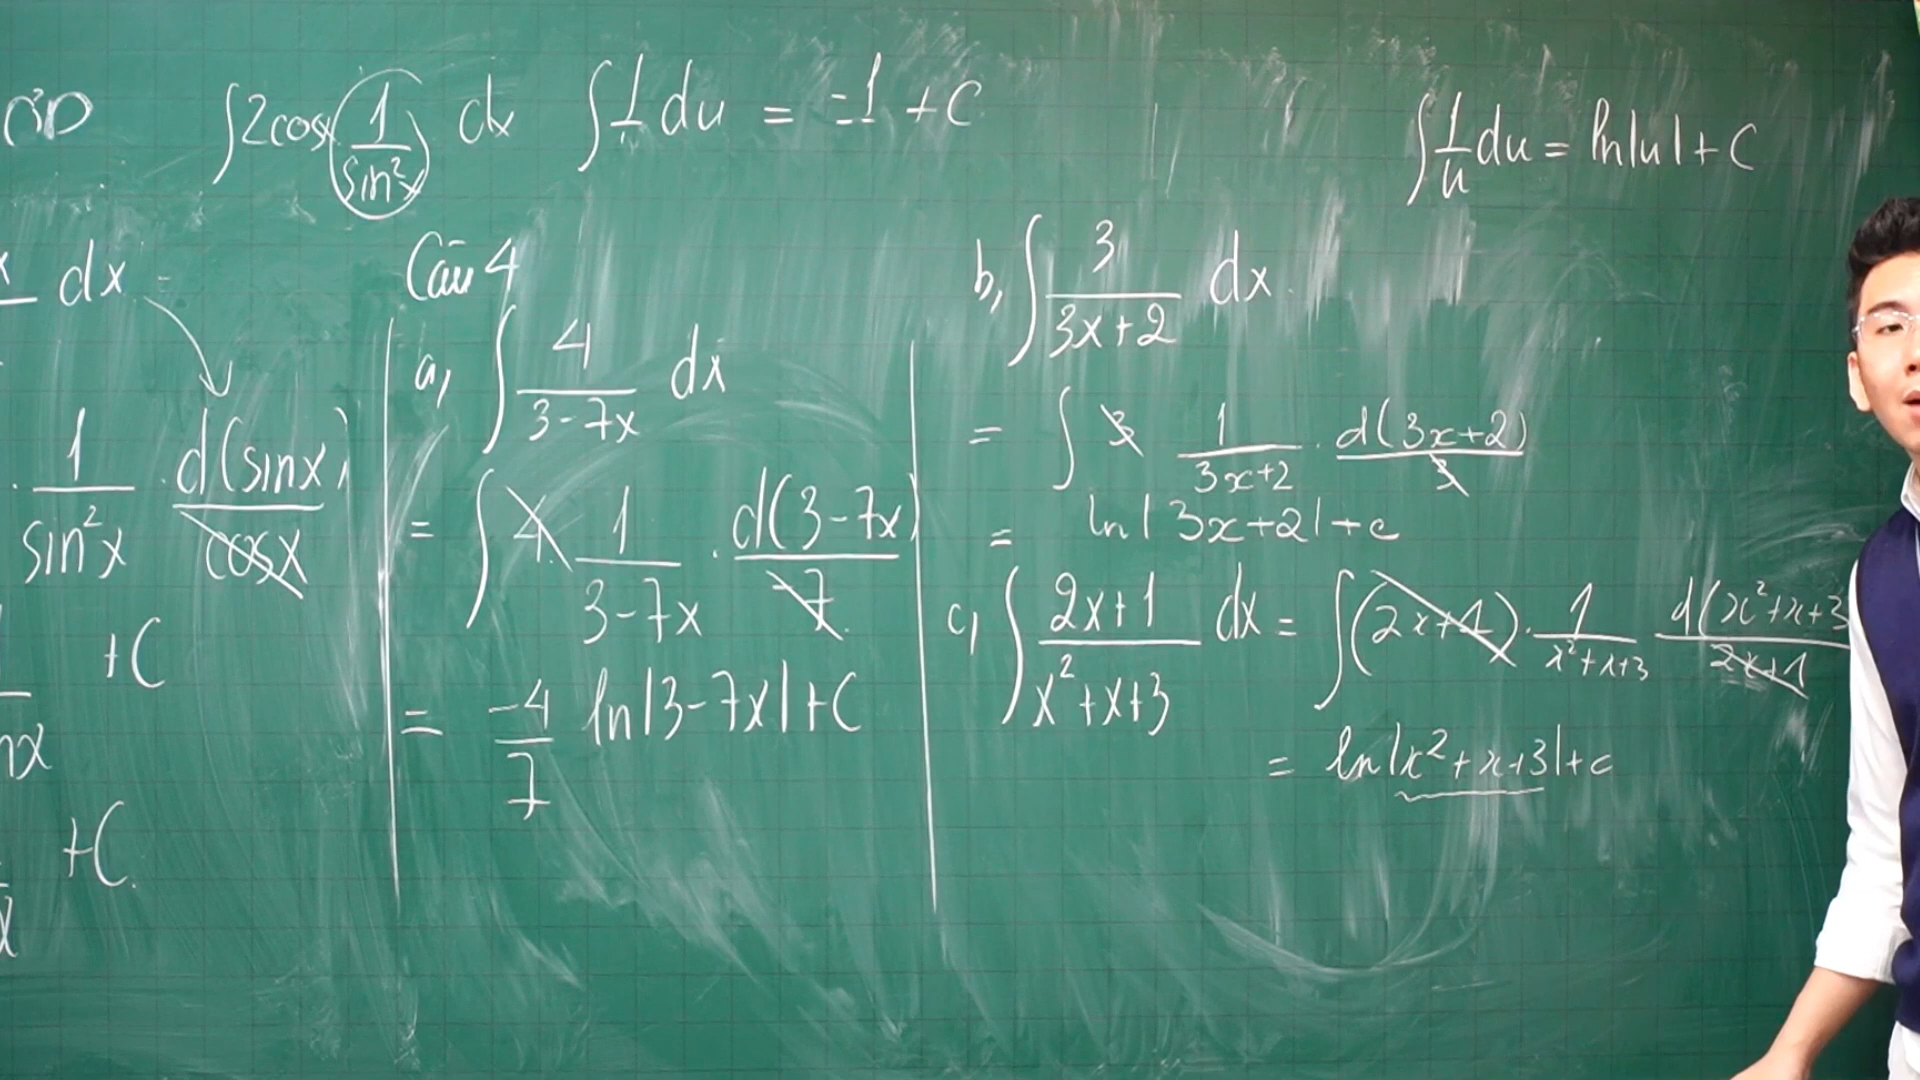 ∫2cosx 1/sin²x dx ∫1/ du = -1 + C
∫1/u du = ln|u| + C
dx =
1/sin²x . d(sinx)/cosx
+C
+C
Câu 4
a, ∫ 4/(3-7x) dx
= ∫ 4. 1/(3-7x) . d(3-7x)/-7
= -4/7 ln|3-7x|+C
b, ∫ 3/(3x+2) dx
= ∫ 3 1/(3x+2) . d(3x+2)/3
= ln|3x+2|+c
c, ∫ (2x+1)/(x²+x+3) dx = ∫(2x+1). 1/(x²+x+3) d(x²+x+3/(2x+1)
= ln|x²+x+3|+c